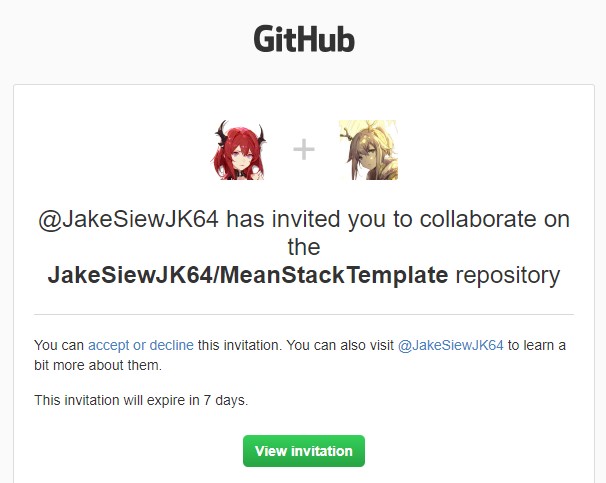 GitHub
@JakeSiewJK64 has invited you to collaborate on
the
JakeSiewJK64/MeanStackTemplate repository
You can accept or decline this invitation. You can also visit @JakeSiewJK64 to learn a
bit more about them.
This invitation will expire in 7 days.
View invitation